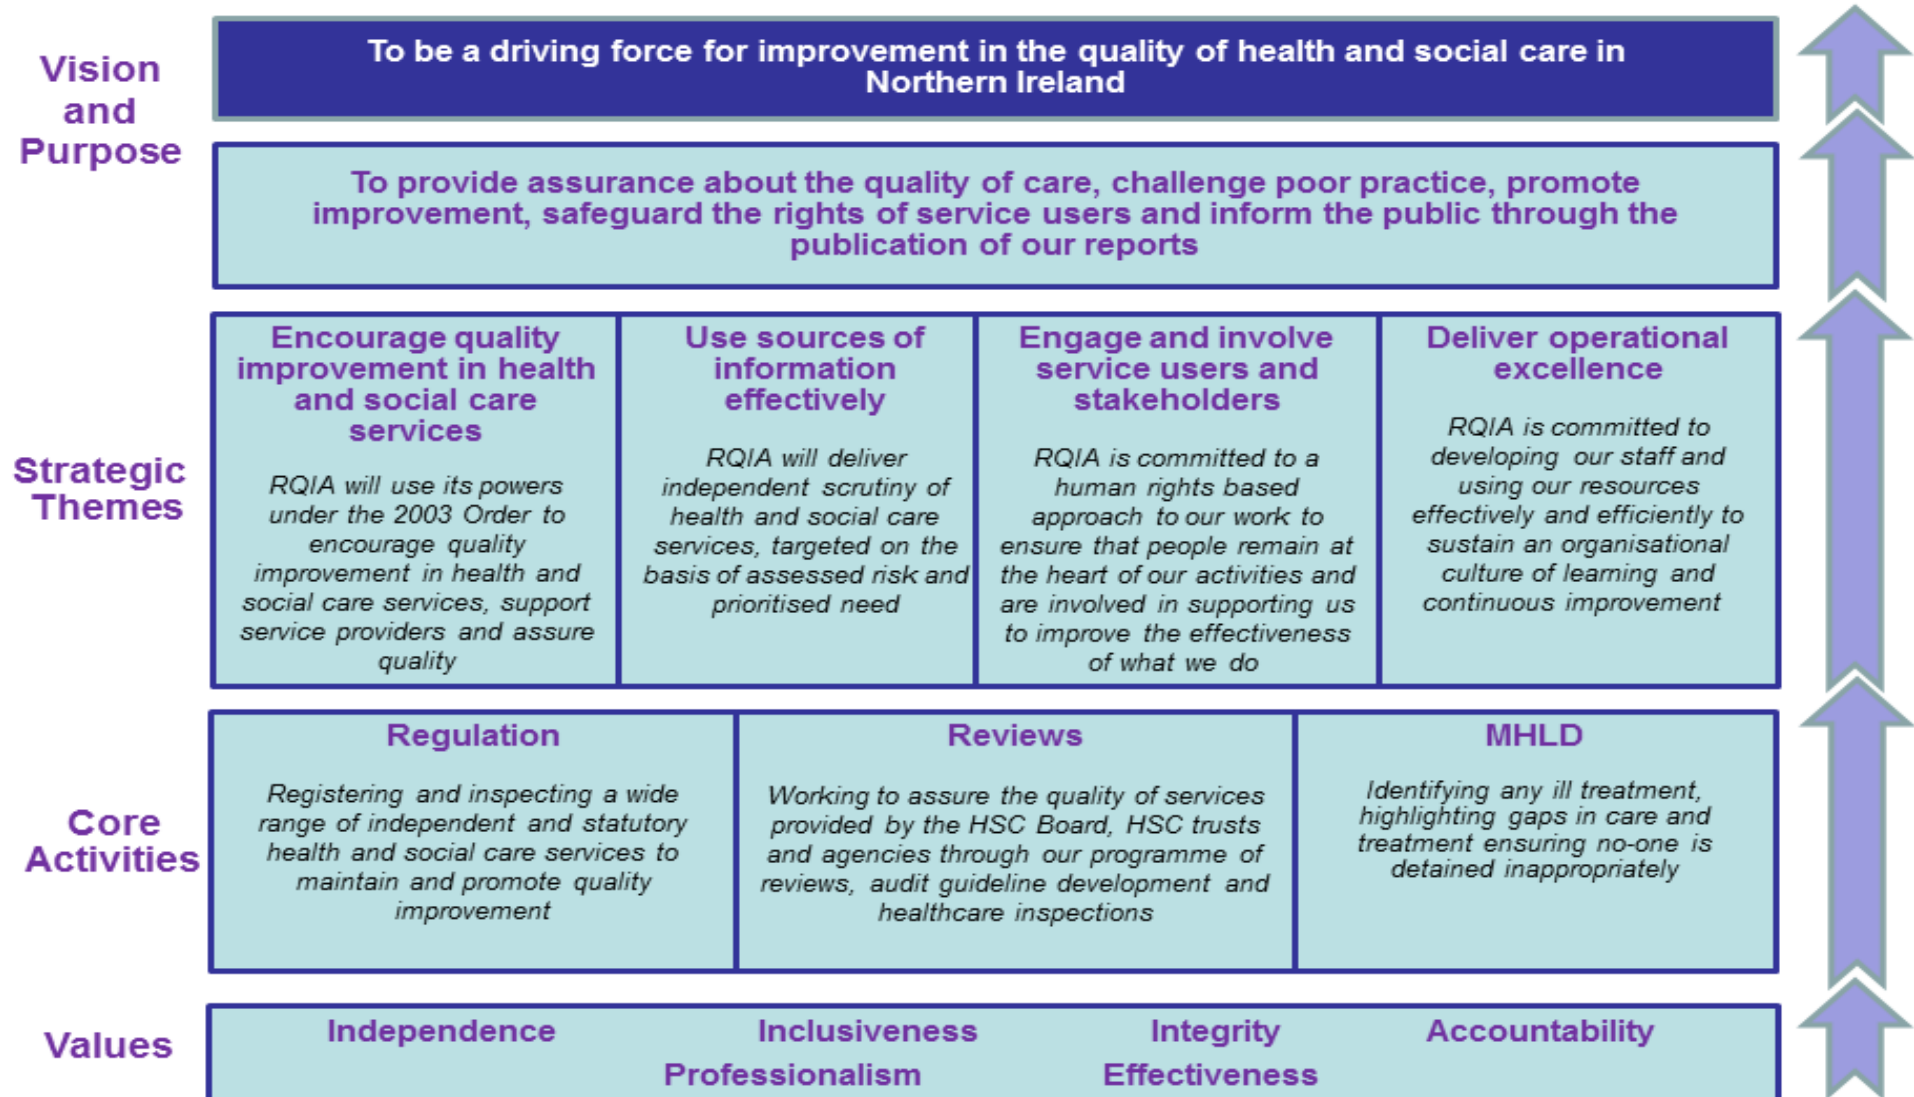 Vision
and
Purpose
To be a driving force for improvement in the quality of health and social care in
Northern Ireland
To provide assurance about the quality of care, challenge poor practice, promote
improvement, safeguard the rights of service users and inform the public through the
publication of our reports
Strategic
Themes
Encourage quality
improvement in health
and social care
services
RQIA will use its powers
under the 2003 Order to
encourage quality
improvement in health and
social care services, support
service providers and assure
quality
Use sources of
information
effectively
RQIA will deliver
independent scrutiny of
health and social care
services, targeted on the
basis of assessed risk and
prioritised need
Engage and involve
service users and
stakeholders
RQIA is committed to a
human rights based
approach to our work to
ensure that people remain at
the heart of our activities and
are involved in supporting us
to improve the effectiveness
of what we do
Deliver operational
excellence
RQIA is committed to
developing our staff and
using our resources
effectively and efficiently to
sustain an organisational
culture of learning and
continuous improvement
Core
Activities
Regulation
Registering and inspecting a wide
range of independent and statutory
health and social care services to
maintain and promote quality
improvement
Reviews
Working to assure the quality of services
provided by the HSC Board, HSC trusts
and agencies through our programme of
reviews, audit guideline development and
healthcare inspections
MHLD
Identifying any ill treatment,
highlighting gaps in care and
treatment ensuring no-one is
detained inappropriately
Values
Independence Inclusiveness Integrity Accountability
Professionalism Effectiveness